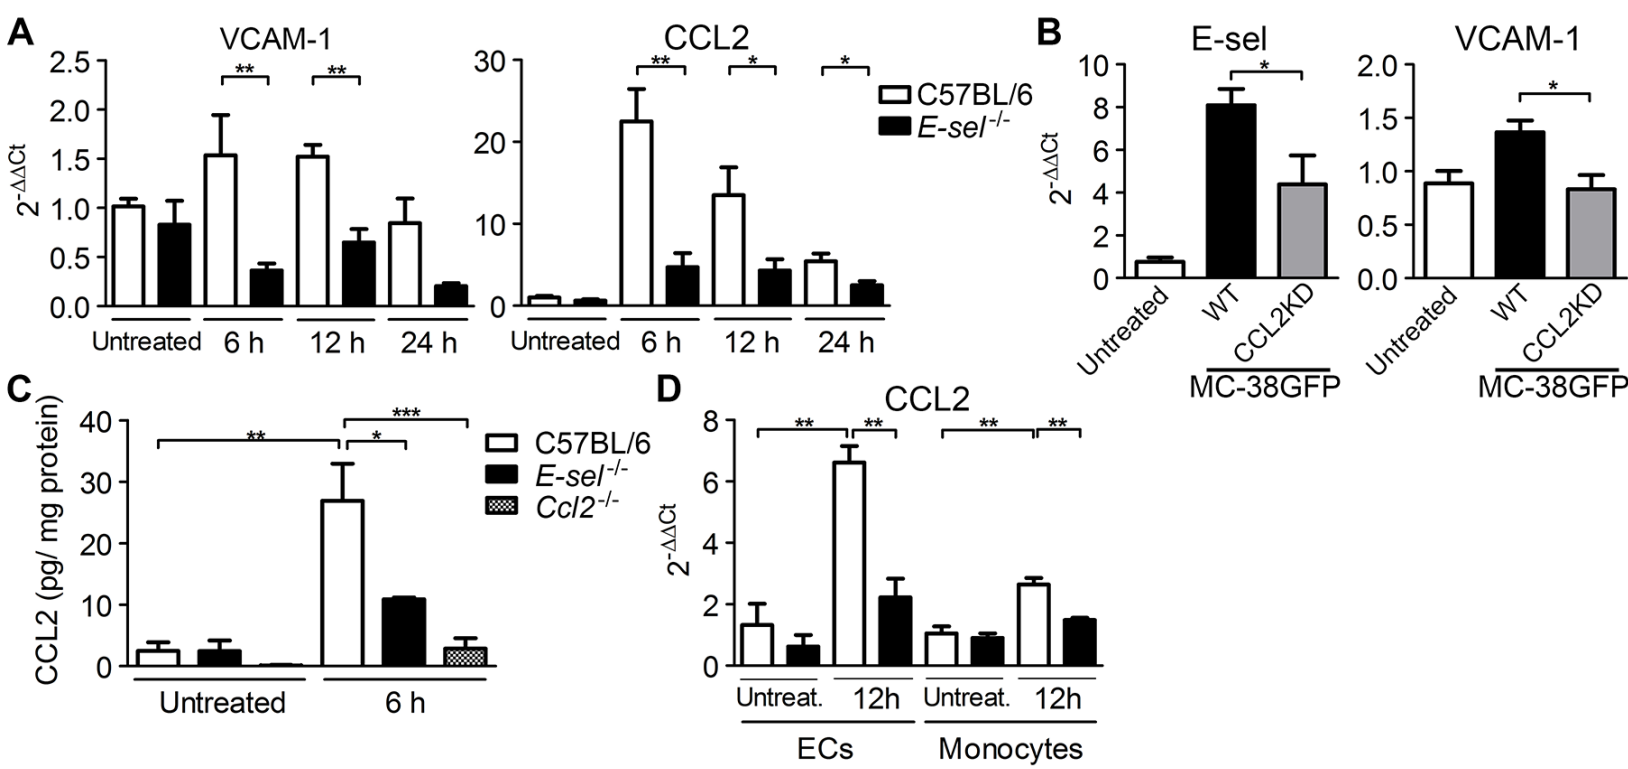 A
VCAM-1
2.5
2.0
1.5
1.0
0.5
0.0
2-ΔΔCt
** **
Untreated 6 h 12 h 24 h
CCL2
30
20
10
0
** * *
Untreated 6 h 12 h 24 h
C57BL/6
E-sel-/-
B
E-sel
10
8
6
4
2
0
2-ΔΔCt
*
Untreated
WT
CCL2KD
MC-38GFP
VCAM-1
2.0
1.5
1.0
0.5
0.0
*
Untreated
WT
CCL2KD
MC-38GFP
C
40
30
20
10
0
CCL2 (pg/ mg protein)
***
** *
Untreated 6 h
C57BL/6
E-sel-/-
Ccl2-/-
D
CCL2
8
6
4
2
0
2-ΔΔCt
** ** ** **
Untreat. 12h Untreat. 12h
ECs Monocytes